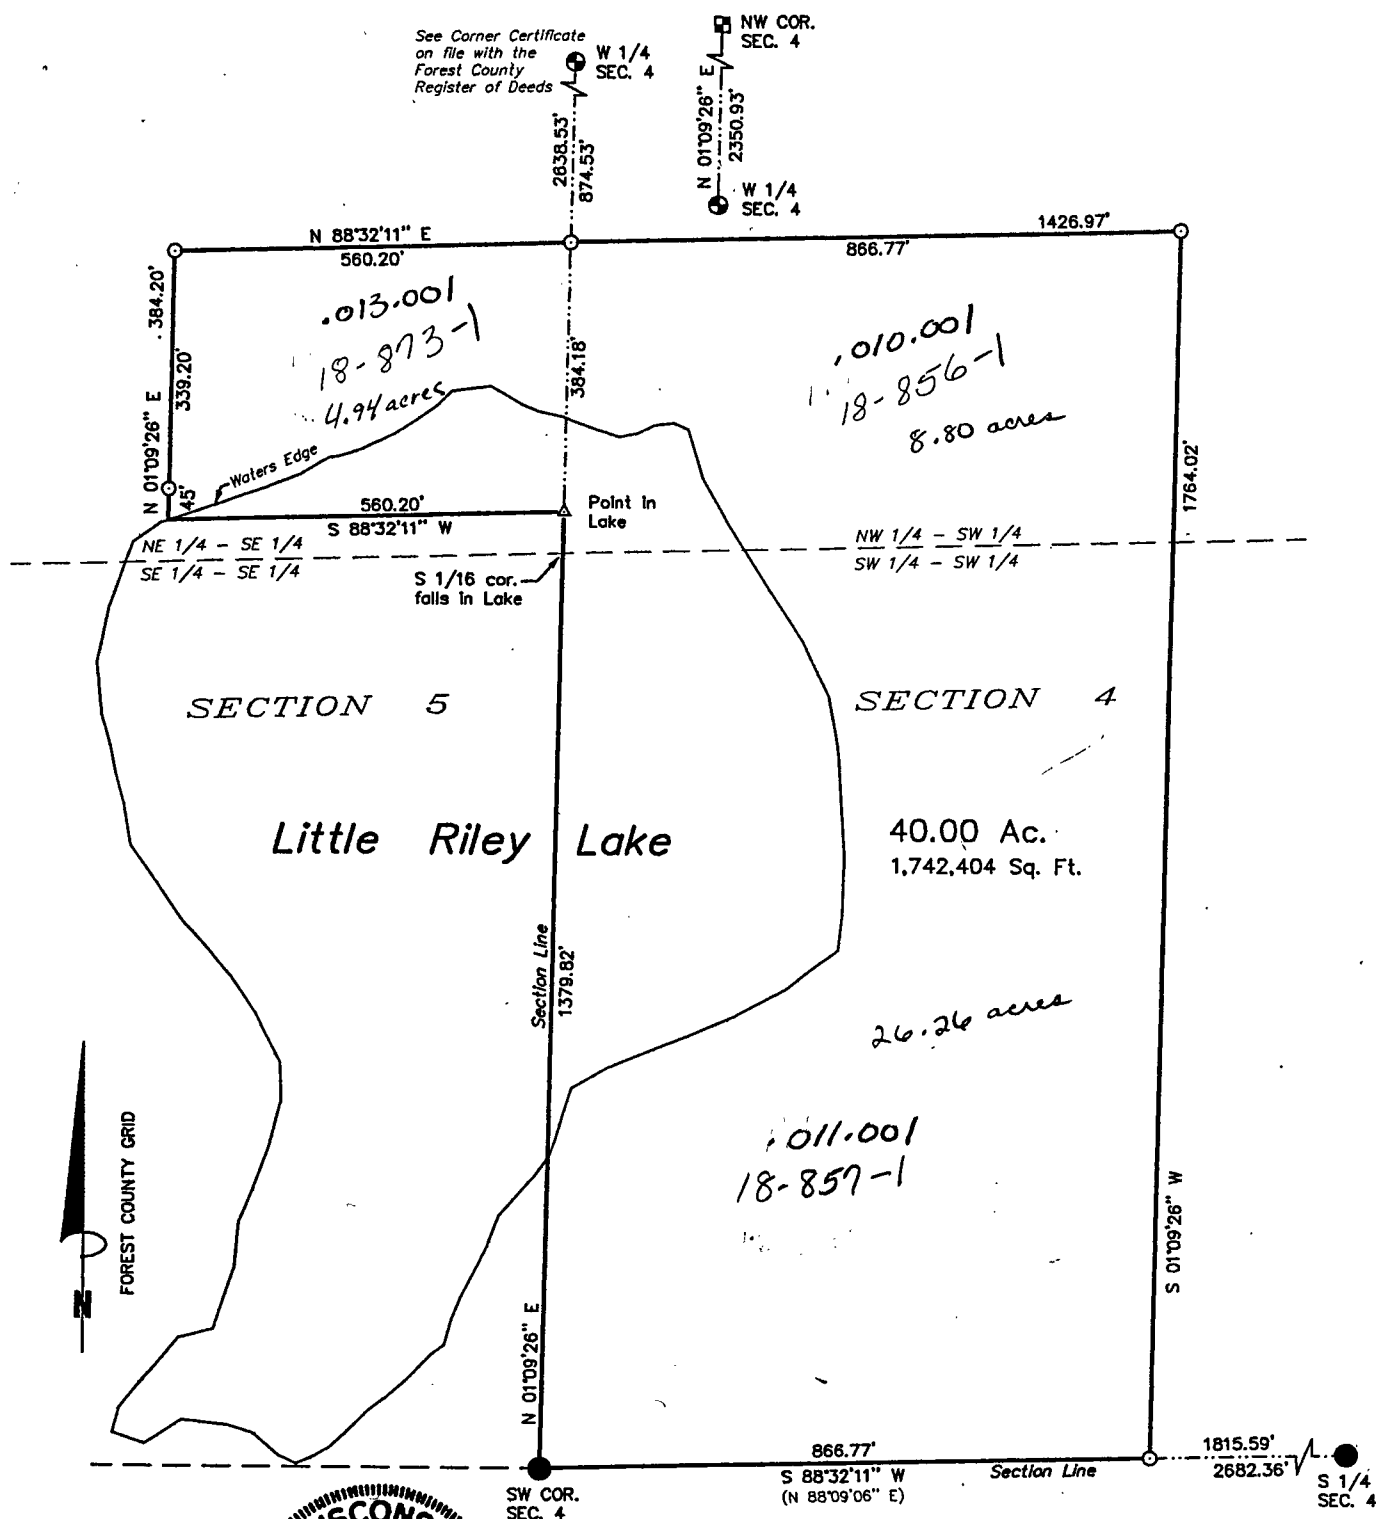 See Corner Certificate
on file with the
Forest County
Register of Deeds
W 1/4
SEC. 4
NW COR.
SEC. 4
N 01°09'26" E
2350.93'
W 1/4
SEC. 4
2638.53'
874.53'
N 88°32'11" E
560.20'
1426.97'
866.77'
384.20'
339.20'
N 01°09'26" E
45'
.013.001
18-873-1
4.94 acres
384.18'
.010.001
18-856-1
8.80 acres
1764.02'
Waters Edge
560.20'
S 88°32'11" W
Point in
Lake
NE 1/4 - SE 1/4
SE 1/4 - SE 1/4
NW 1/4 - SW 1/4
SW 1/4 - SW 1/4
S 1/16 cor.
falls in Lake
SECTION 5
SECTION 4
Little Riley Lake
40.00 Ac.
1,742,404 Sq. Ft.
Section Line
1379.82'
26.26 acres
.011.001
18-857-1
FOREST COUNTY GRID
N
N 01°09'26" E
S 01°09'26" W
866.77'
S 88°32'11" W
(N 88°09'06" E)
Section Line
1815.59'
2682.36'
S 1/4
SEC. 4
SW COR.
SEC. 4